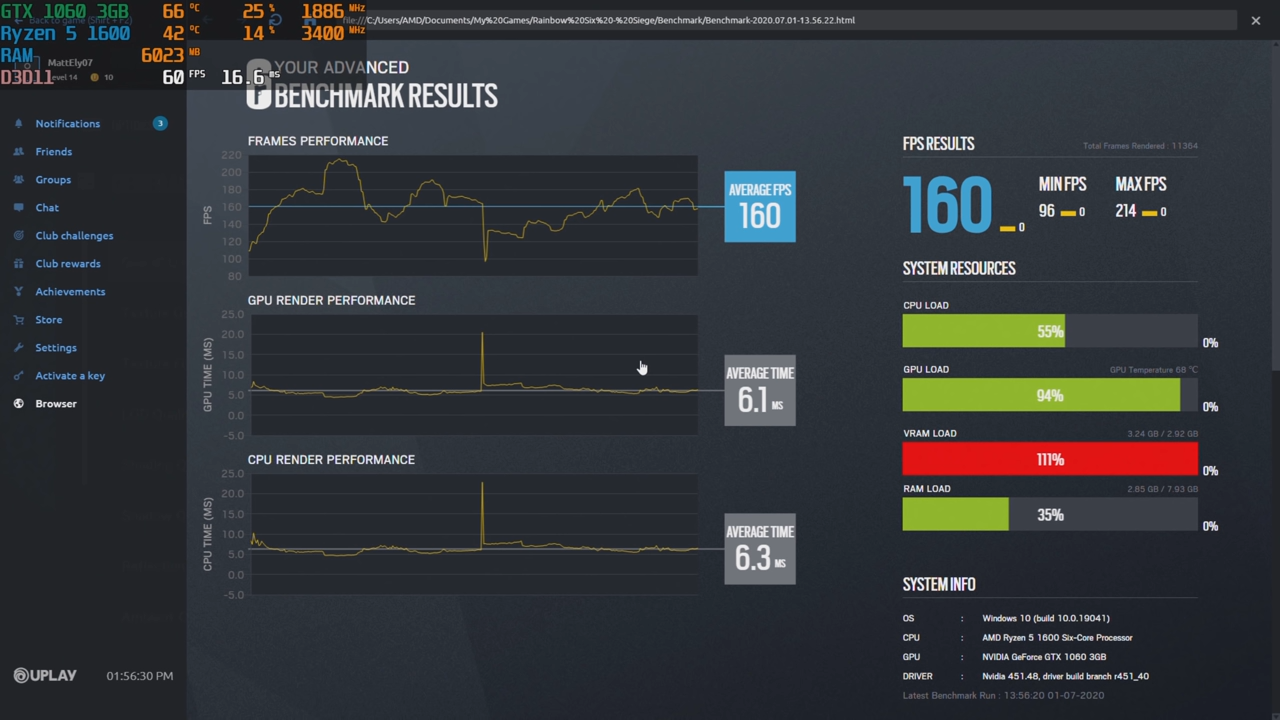 GTX 1060 3GB 66 °C 25 % 1886 MHz
Ryzen 5 1600 42 °C 14 % 3400 MHz
RAM 6023 MB
D3D11 60 FPS 16.6 ms
Back to game (Shift + F2)
file:///C:/Users/AMD/Documents/My%20Games/Rainbow%20Six%20-%20Siege/Benchmark/Benchmark-2020.07.01-13.56.22.html
MattEly07
Level 14 10
Notifications 3
Friends
Groups
Chat
Club challenges
Club rewards
Achievements
Store
Settings
Activate a key
Browser
UPLAY 01:56:30 PM
YOUR ADVANCED
BENCHMARK RESULTS
FRAMES PERFORMANCE
FPS
220
200
180
160
140
120
100
80
AVERAGE FPS
160
GPU RENDER PERFORMANCE
GPU TIME (MS)
25.0
20.0
15.0
10.0
5.0
0.0
-5.0
AVERAGE TIME
6.1 MS
CPU RENDER PERFORMANCE
CPU TIME (MS)
25.0
20.0
15.0
10.0
5.0
0.0
-5.0
AVERAGE TIME
6.3 MS
FPS RESULTS Total Frames Rendered : 11364
160 0
MIN FPS MAX FPS
96 0 214 0
SYSTEM RESOURCES
CPU LOAD
55% 0%
GPU LOAD GPU Temperature 68 °C
94% 0%
VRAM LOAD 3.24 GB / 2.92 GB
111% 0%
RAM LOAD 2.85 GB / 7.93 GB
35% 0%
SYSTEM INFO
OS : Windows 10 (build 10.0.19041)
CPU : AMD Ryzen 5 1600 Six-Core Processor
GPU : NVIDIA GeForce GTX 1060 3GB
DRIVER : Nvidia 451.48, driver build branch r451_40
Latest Benchmark Run : 13:56:20 01-07-2020